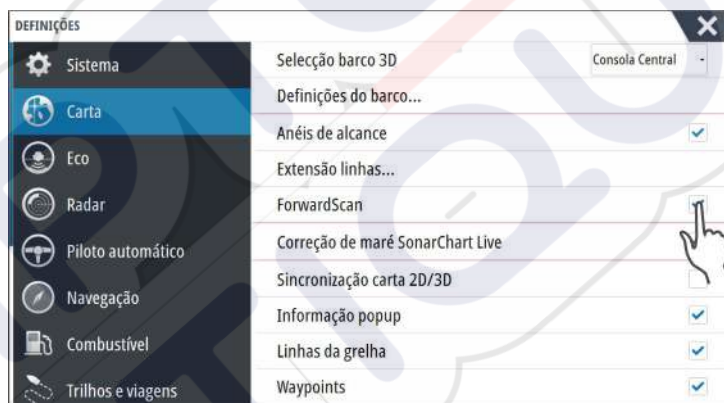 DEFINIÇÕES
Sistema
Carta
Eco
Radar
Piloto automático
Navegação
Combustível
Trilhos e viagens
Selecção barco 3D
Consola Central
Definições do barco...
Anéis de alcance
Extensão linhas...
ForwardScan
Correção de maré SonarChart Live
Sincronização carta 2D/3D
Informação popup
Linhas da grelha
Waypoints